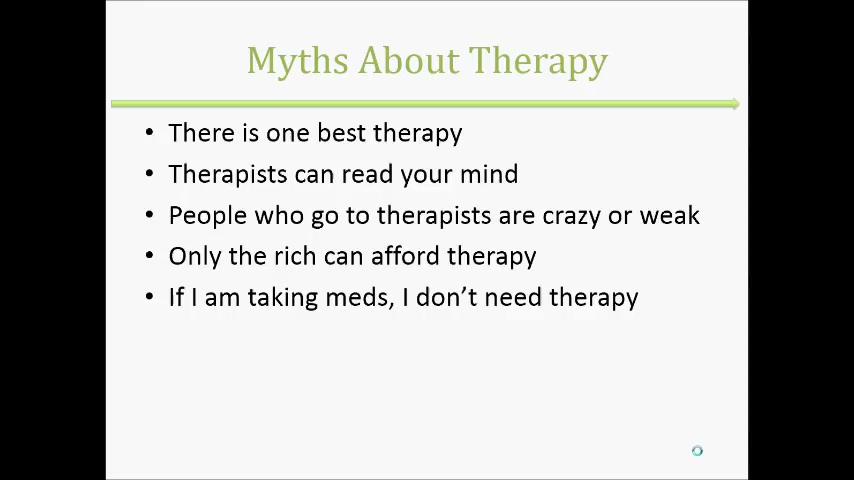 Myths About Therapy
• There is one best therapy
• Therapists can read your mind
• People who go to therapists are crazy or weak
• Only the rich can afford therapy
• If I am taking meds, I don’t need therapy